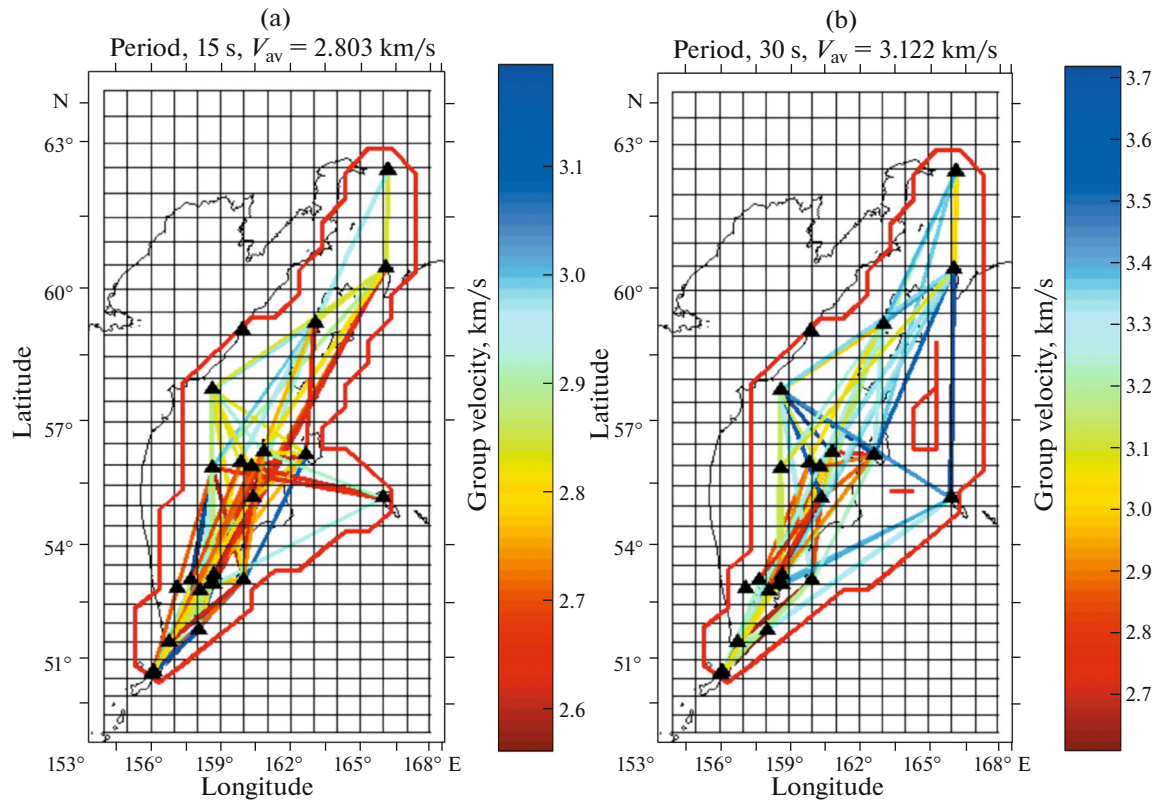 (a)
Period, 15 s, Vav = 2.803 km/s
N
63°
60°
57°
54°
51°
Latitude
153°
156°
159°
162°
165°
168° E
Longitude
3.1
3.0
2.9
2.8
2.7
2.6
Group velocity, km/s
(b)
Period, 30 s, Vav = 3.122 km/s
N
63°
60°
57°
54°
51°
Latitude
153°
156°
159°
162°
165°
168° E
Longitude
3.7
3.6
3.5
3.4
3.3
3.2
3.1
3.0
2.9
2.8
2.7
Group velocity, km/s